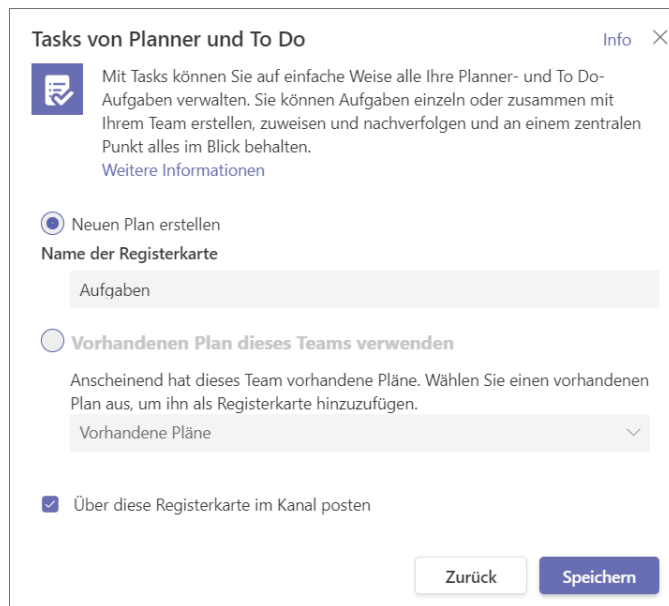 Tasks von Planner und To Do
Info
Mit Tasks können Sie auf einfache Weise alle Ihre Planner- und To Do-
Aufgaben verwalten. Sie können Aufgaben einzeln oder zusammen mit
Ihrem Team erstellen, zuweisen und nachverfolgen und an einem zentralen
Punkt alles im Blick behalten.
Weitere Informationen
Neuen Plan erstellen
Name der Registerkarte
Aufgaben
Vorhandenen Plan dieses Teams verwenden
Anscheinend hat dieses Team vorhandene Pläne. Wählen Sie einen vorhandenen
Plan aus, um ihn als Registerkarte hinzuzufügen.
Vorhandene Pläne
Über diese Registerkarte im Kanal posten
Zurück
Speichern